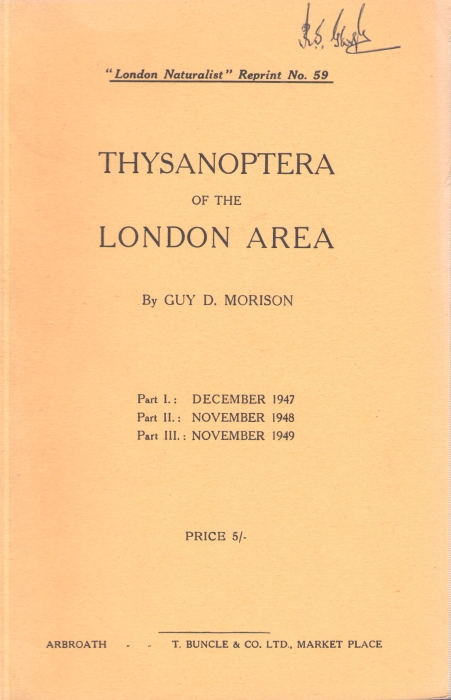 "London Naturalist" Reprint No. 59
THYSANOPTERA
OF THE
LONDON AREA
By GUY D. MORISON
Part I.: DECEMBER 1947
Part II.: NOVEMBER 1948
Part III.: NOVEMBER 1949
PRICE 5/-
ARBROATH - - T. BUNCLE & CO. LTD., MARKET PLACE